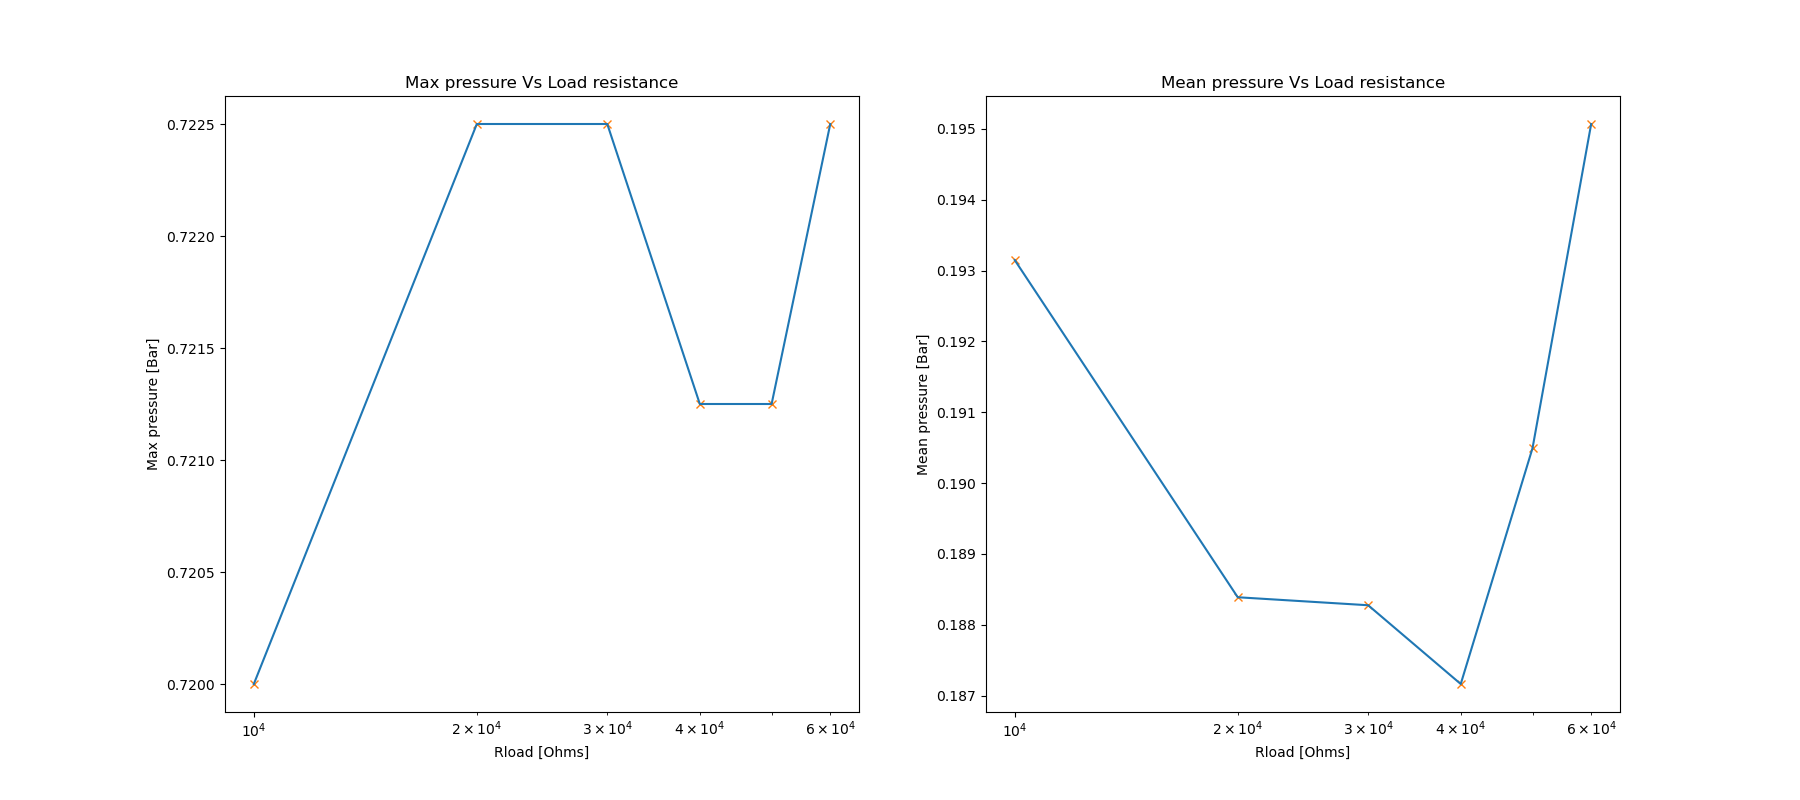 Max pressure Vs Load resistance
0.7225
0.7220
0.7215
0.7210
0.7205
0.7200
Max pressure [Bar]
10⁴
2 × 10⁴
3 × 10⁴
4 × 10⁴
6 × 10⁴
Rload [Ohms]
Mean pressure Vs Load resistance
0.195
0.194
0.193
0.192
0.191
0.190
0.189
0.188
0.187
Mean pressure [Bar]
10⁴
2 × 10⁴
3 × 10⁴
4 × 10⁴
6 × 10⁴
Rload [Ohms]